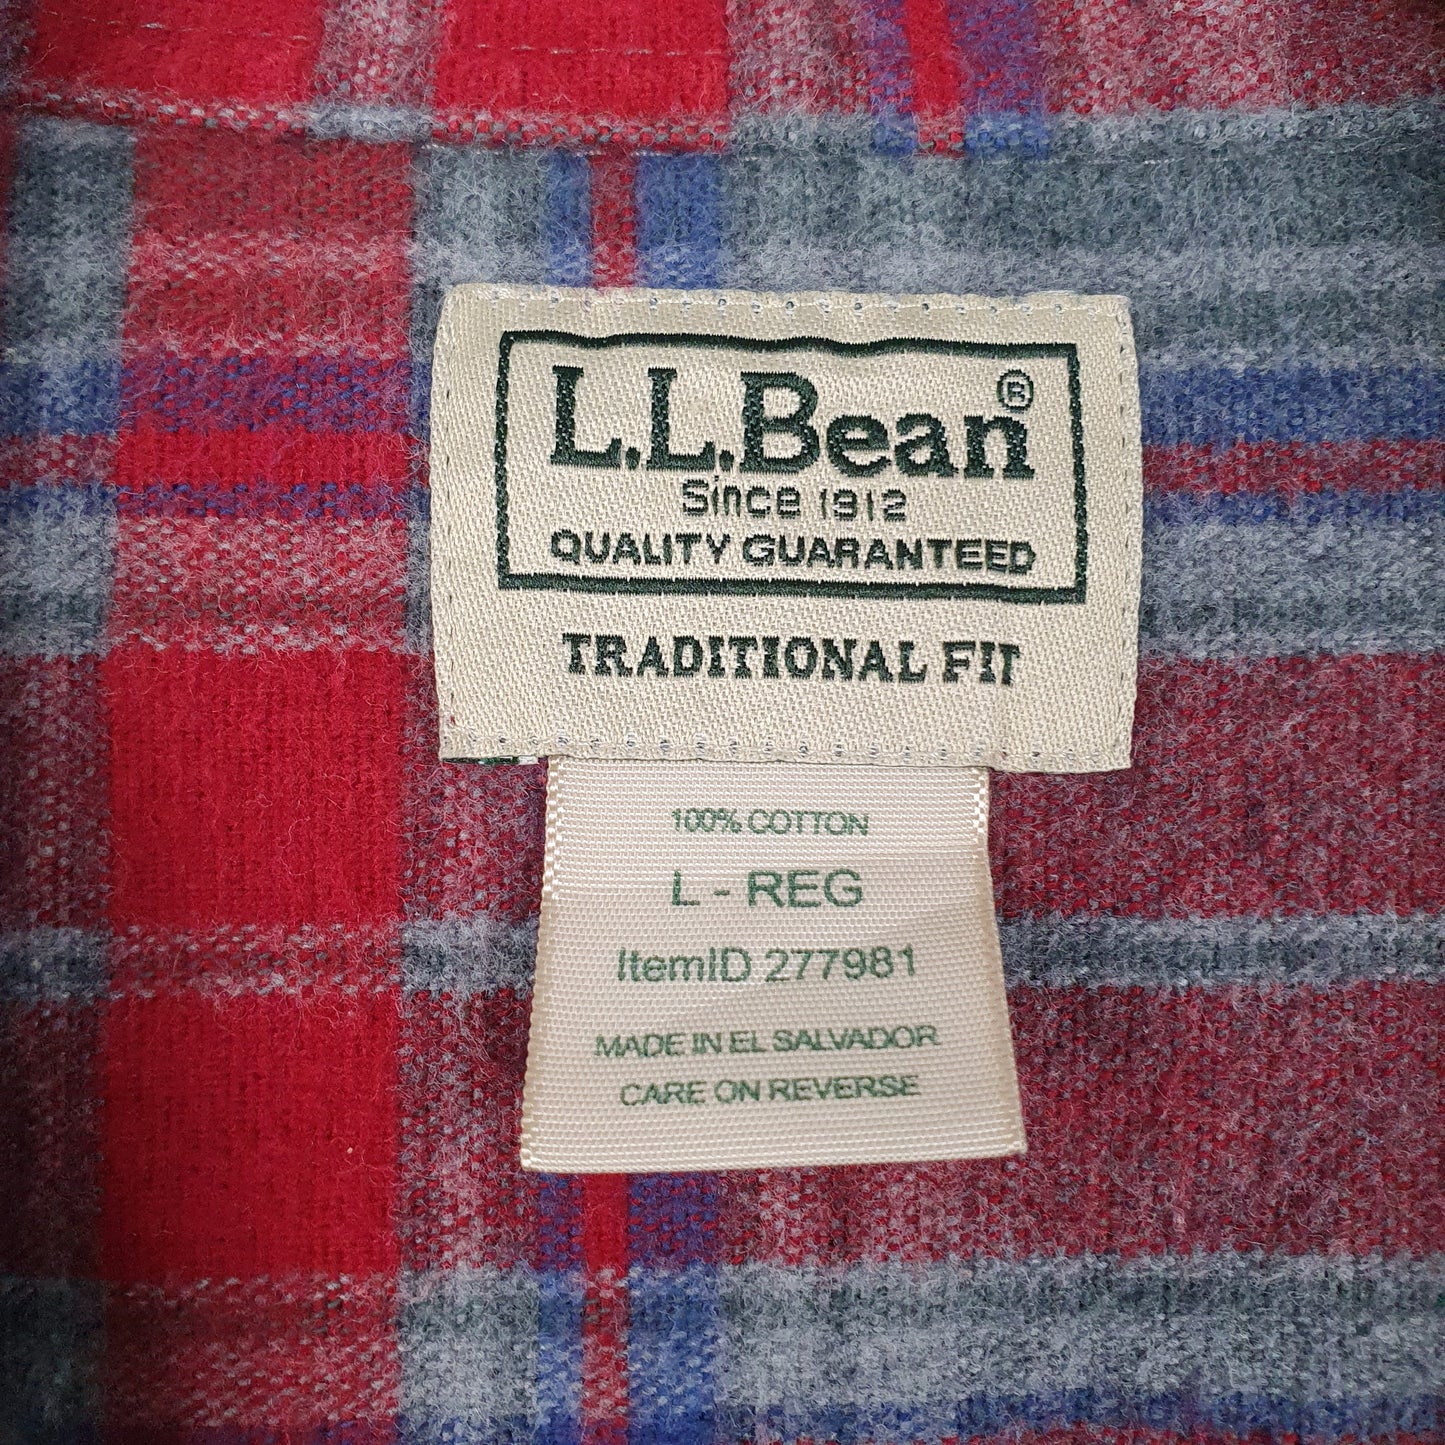 L.L.Bean®
Since 1912
QUALITY GUARANTEED
TRADITIONAL FIT
100% COTTON
L - REG
ItemID 277981
MADE IN EL SALVADOR
CARE ON REVERSE